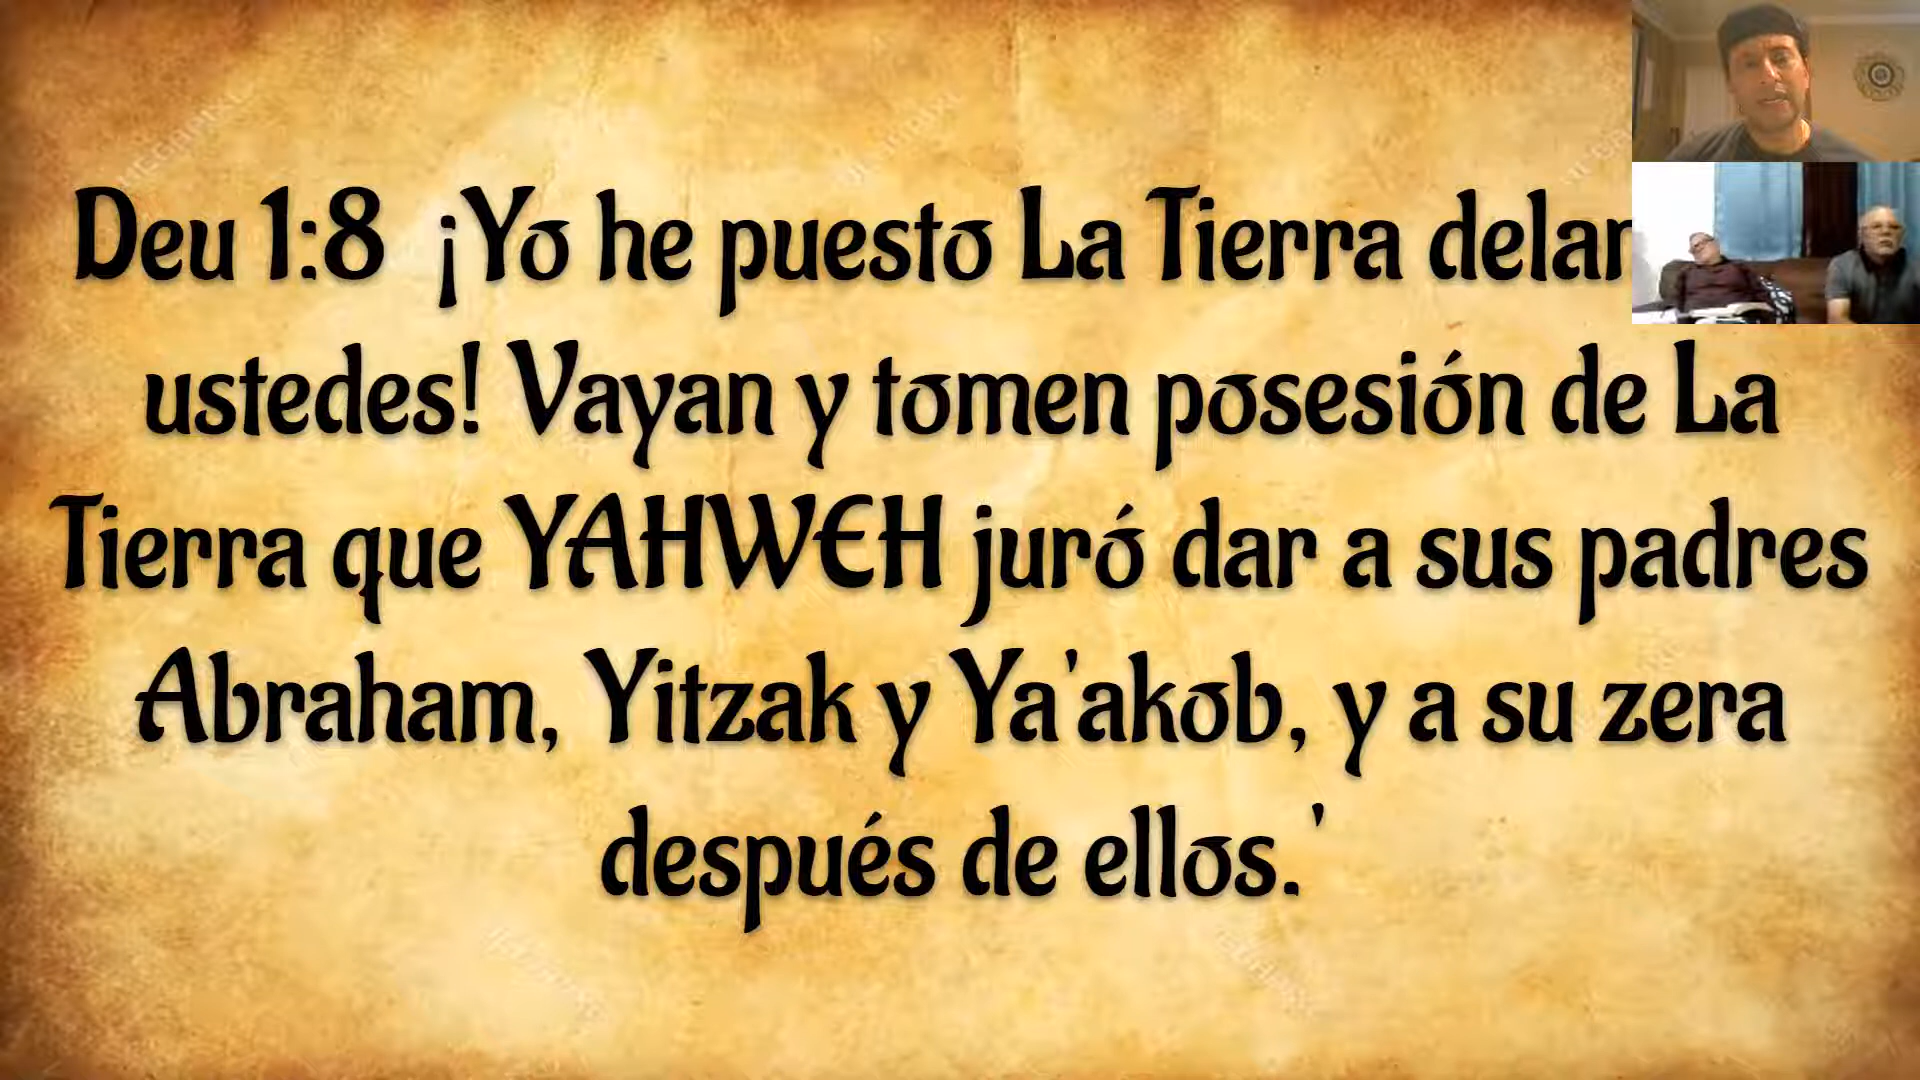 Deu 1:8 ¡Yo he puesto La Tierra
ustedes! Vayan y tomen posesión de La
Tierra que YAHWEH juró dar a sus padres
Abraham, Yitzak y Ya'akob, y a su zera
después de ellos.'